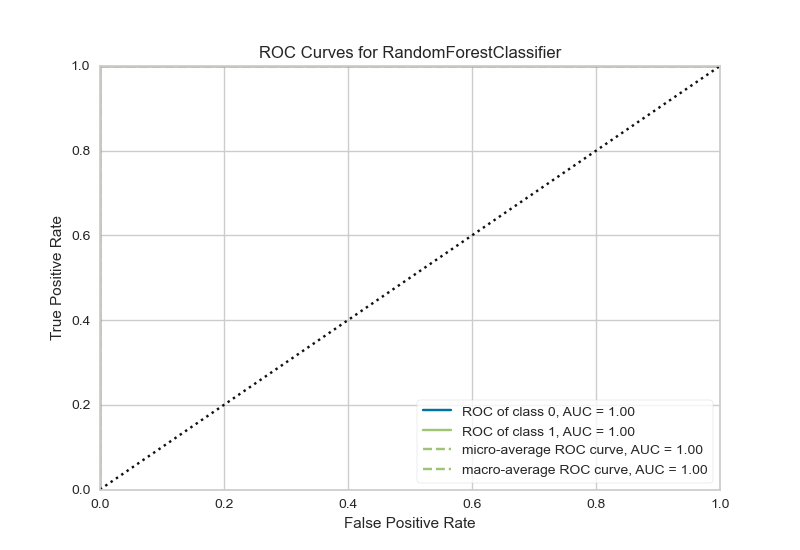 ROC Curves for RandomForestClassifier
1.0
0.8
0.6
0.4
0.2
0.0
True Positive Rate
ROC of class 0, AUC = 1.00
ROC of class 1, AUC = 1.00
micro-average ROC curve, AUC = 1.00
macro-average ROC curve, AUC = 1.00
0.0 0.2 0.4 0.6 0.8 1.0
False Positive Rate